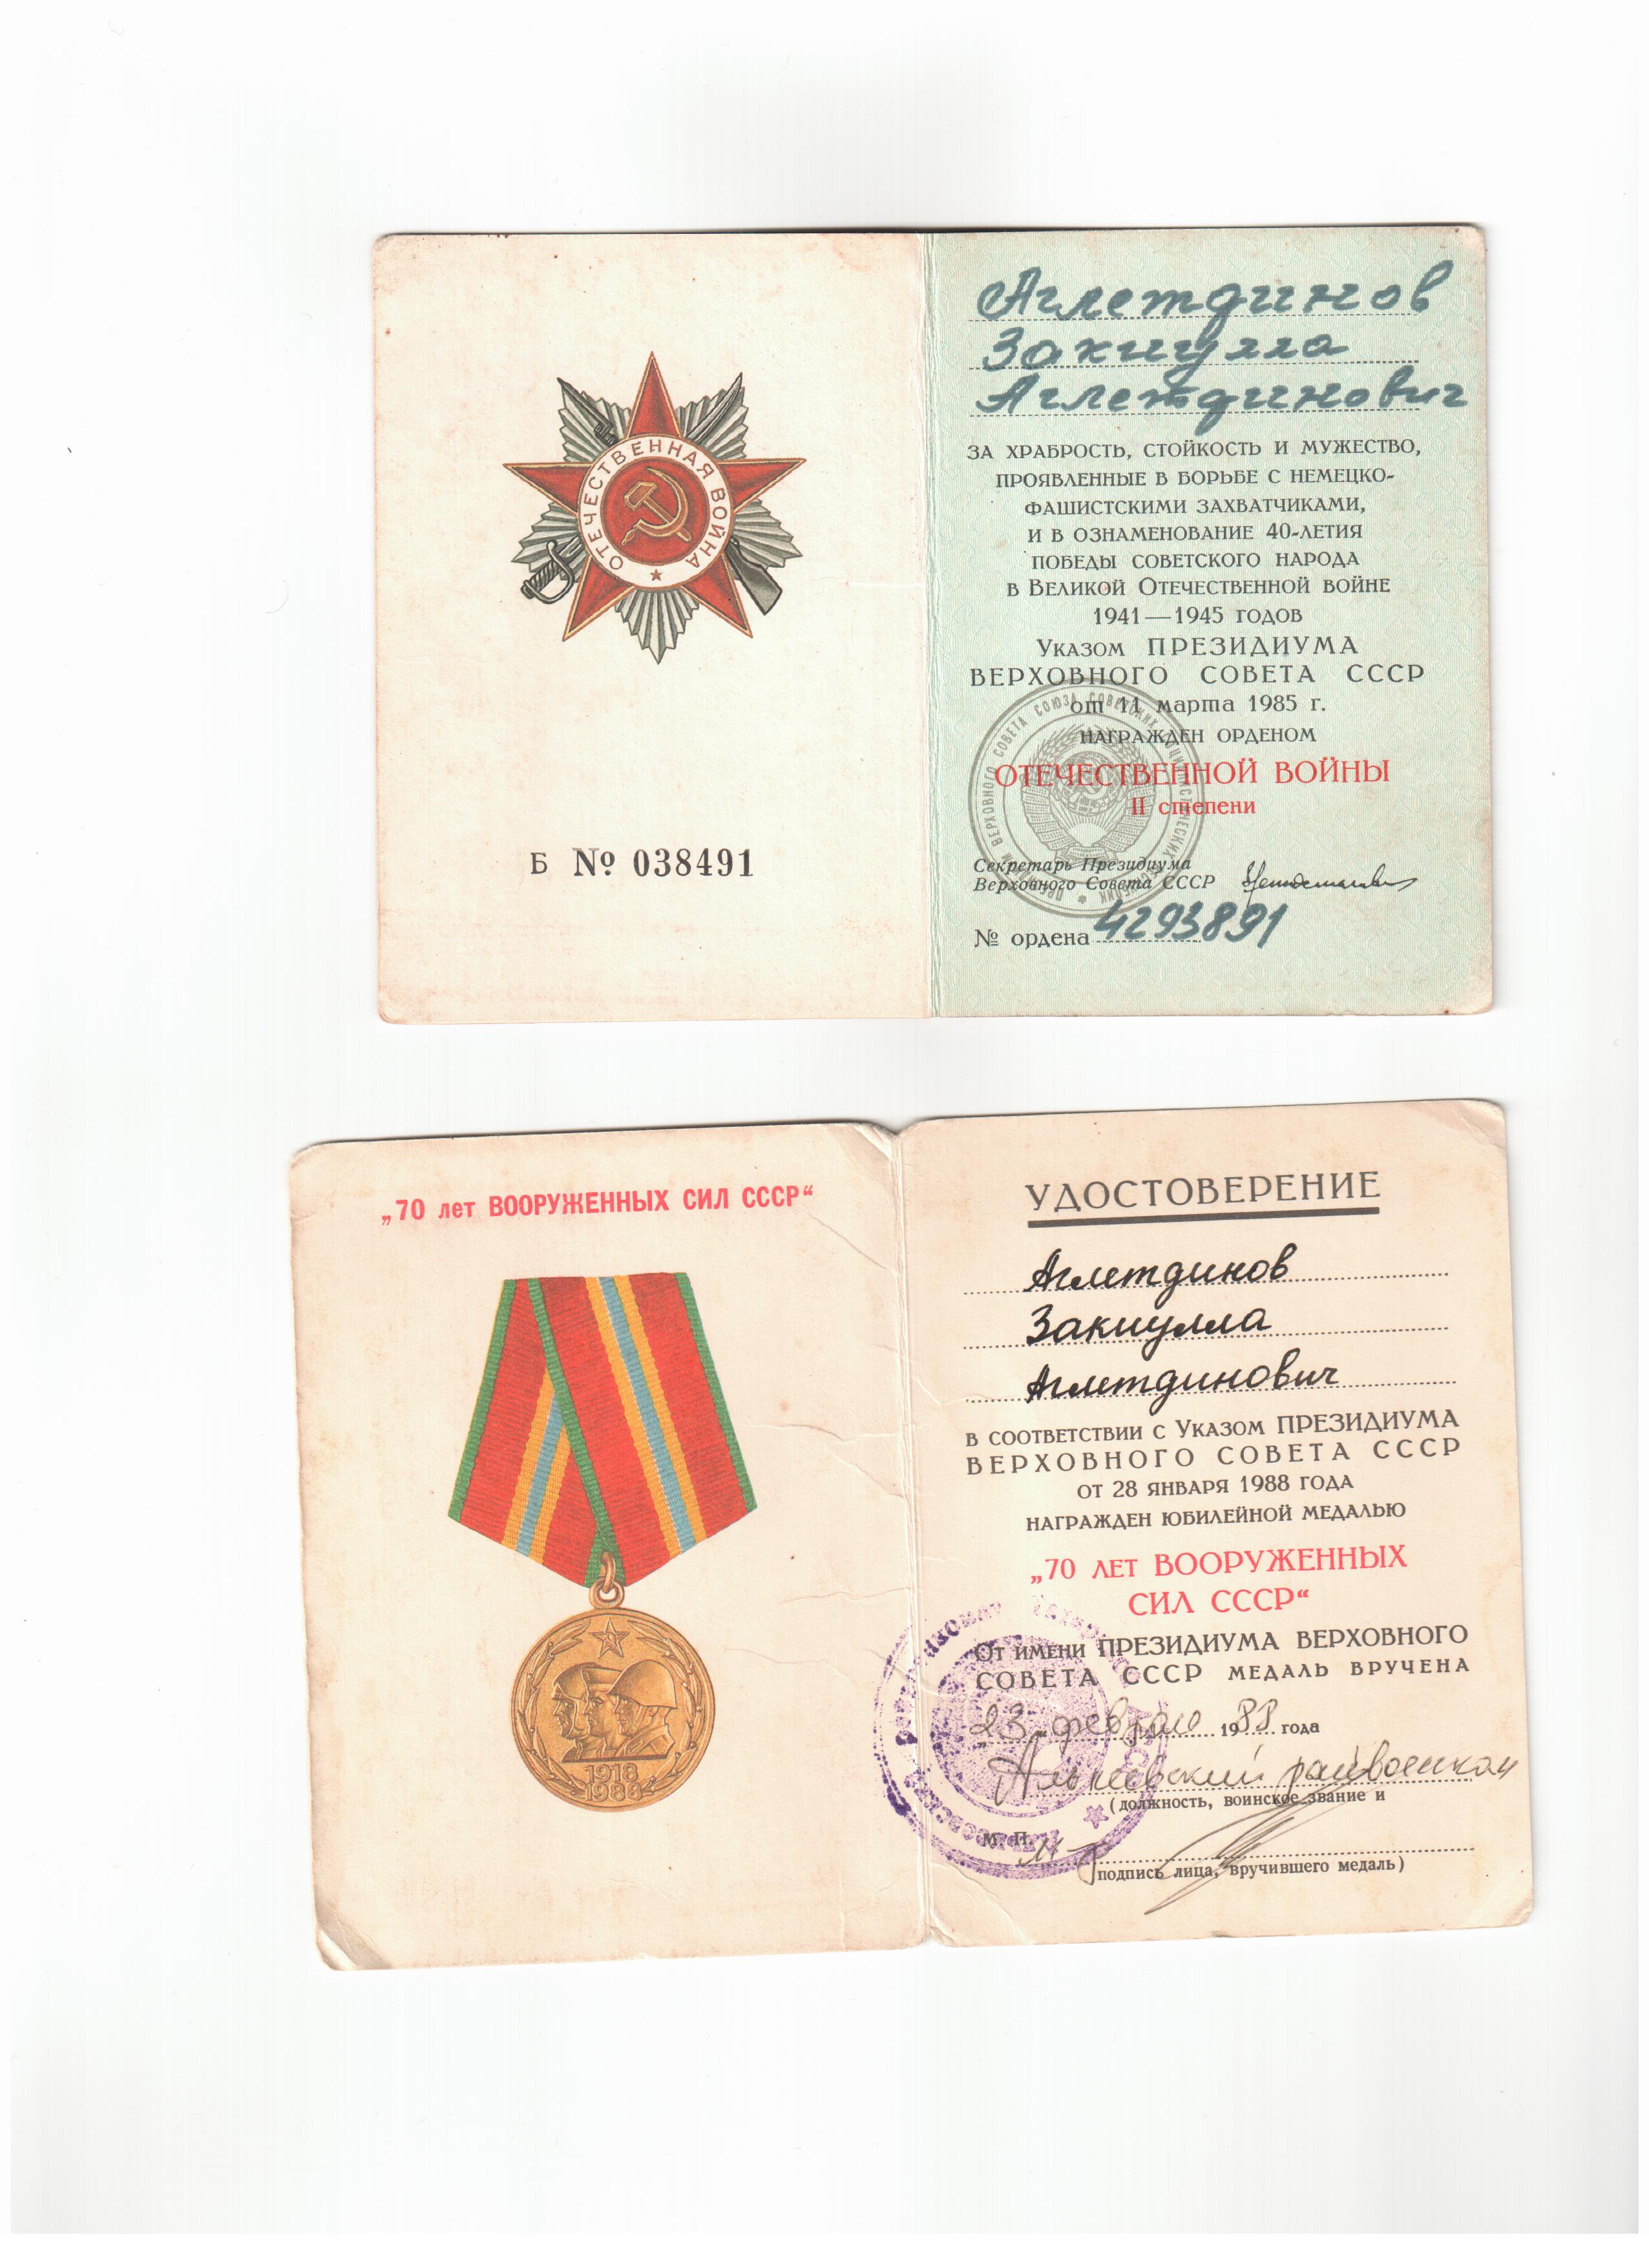 ОТЕЧЕСТВЕННАЯ ВОЙНА
Б № 038491
Аглетдинов
Закиулла
Аглетдинович
ЗА ХРАБРОСТЬ, СТОЙКОСТЬ И МУЖЕСТВО,
ПРОЯВЛЕННЫЕ В БОРЬБЕ С НЕМЕЦКО-
ФАШИСТСКИМИ ЗАХВАТЧИКАМИ,
И В ОЗНАМЕНОВАНИЕ 40-ЛЕТИЯ
ПОБЕДЫ СОВЕТСКОГО НАРОДА
В ВЕЛИКОЙ ОТЕЧЕСТВЕННОЙ ВОЙНЕ
1941—1945 ГОДОВ
УКАЗОМ ПРЕЗИДИУМА
ВЕРХОВНОГО СОВЕТА СССР
от 11 марта 1985 г.
НАГРАЖДЕН ОРДЕНОМ
ОТЕЧЕСТВЕННОЙ ВОЙНЫ
II степени
Секретарь Президиума
Верховного Совета СССР
№ ордена 4293891
„70 лет ВООРУЖЕННЫХ СИЛ СССР“
1918
1988
УДОСТОВЕРЕНИЕ
Аглетдинов
Закиулла
Аглетдинович
В СООТВЕТСТВИИ С УКАЗОМ ПРЕЗИДИУМА
ВЕРХОВНОГО СОВЕТА СССР
ОТ 28 ЯНВАРЯ 1988 ГОДА
НАГРАЖДЕН ЮБИЛЕЙНОЙ МЕДАЛЬЮ
„70 ЛЕТ ВООРУЖЕННЫХ
СИЛ СССР“
ОТ ИМЕНИ ПРЕЗИДИУМА ВЕРХОВНОГО
СОВЕТА СССР МЕДАЛЬ ВРУЧЕНА
„23„ февраля 1988 года
Алькеевский райвоенком
(должность, воинское звание и
М. П.
подпись лица, вручившего медаль)